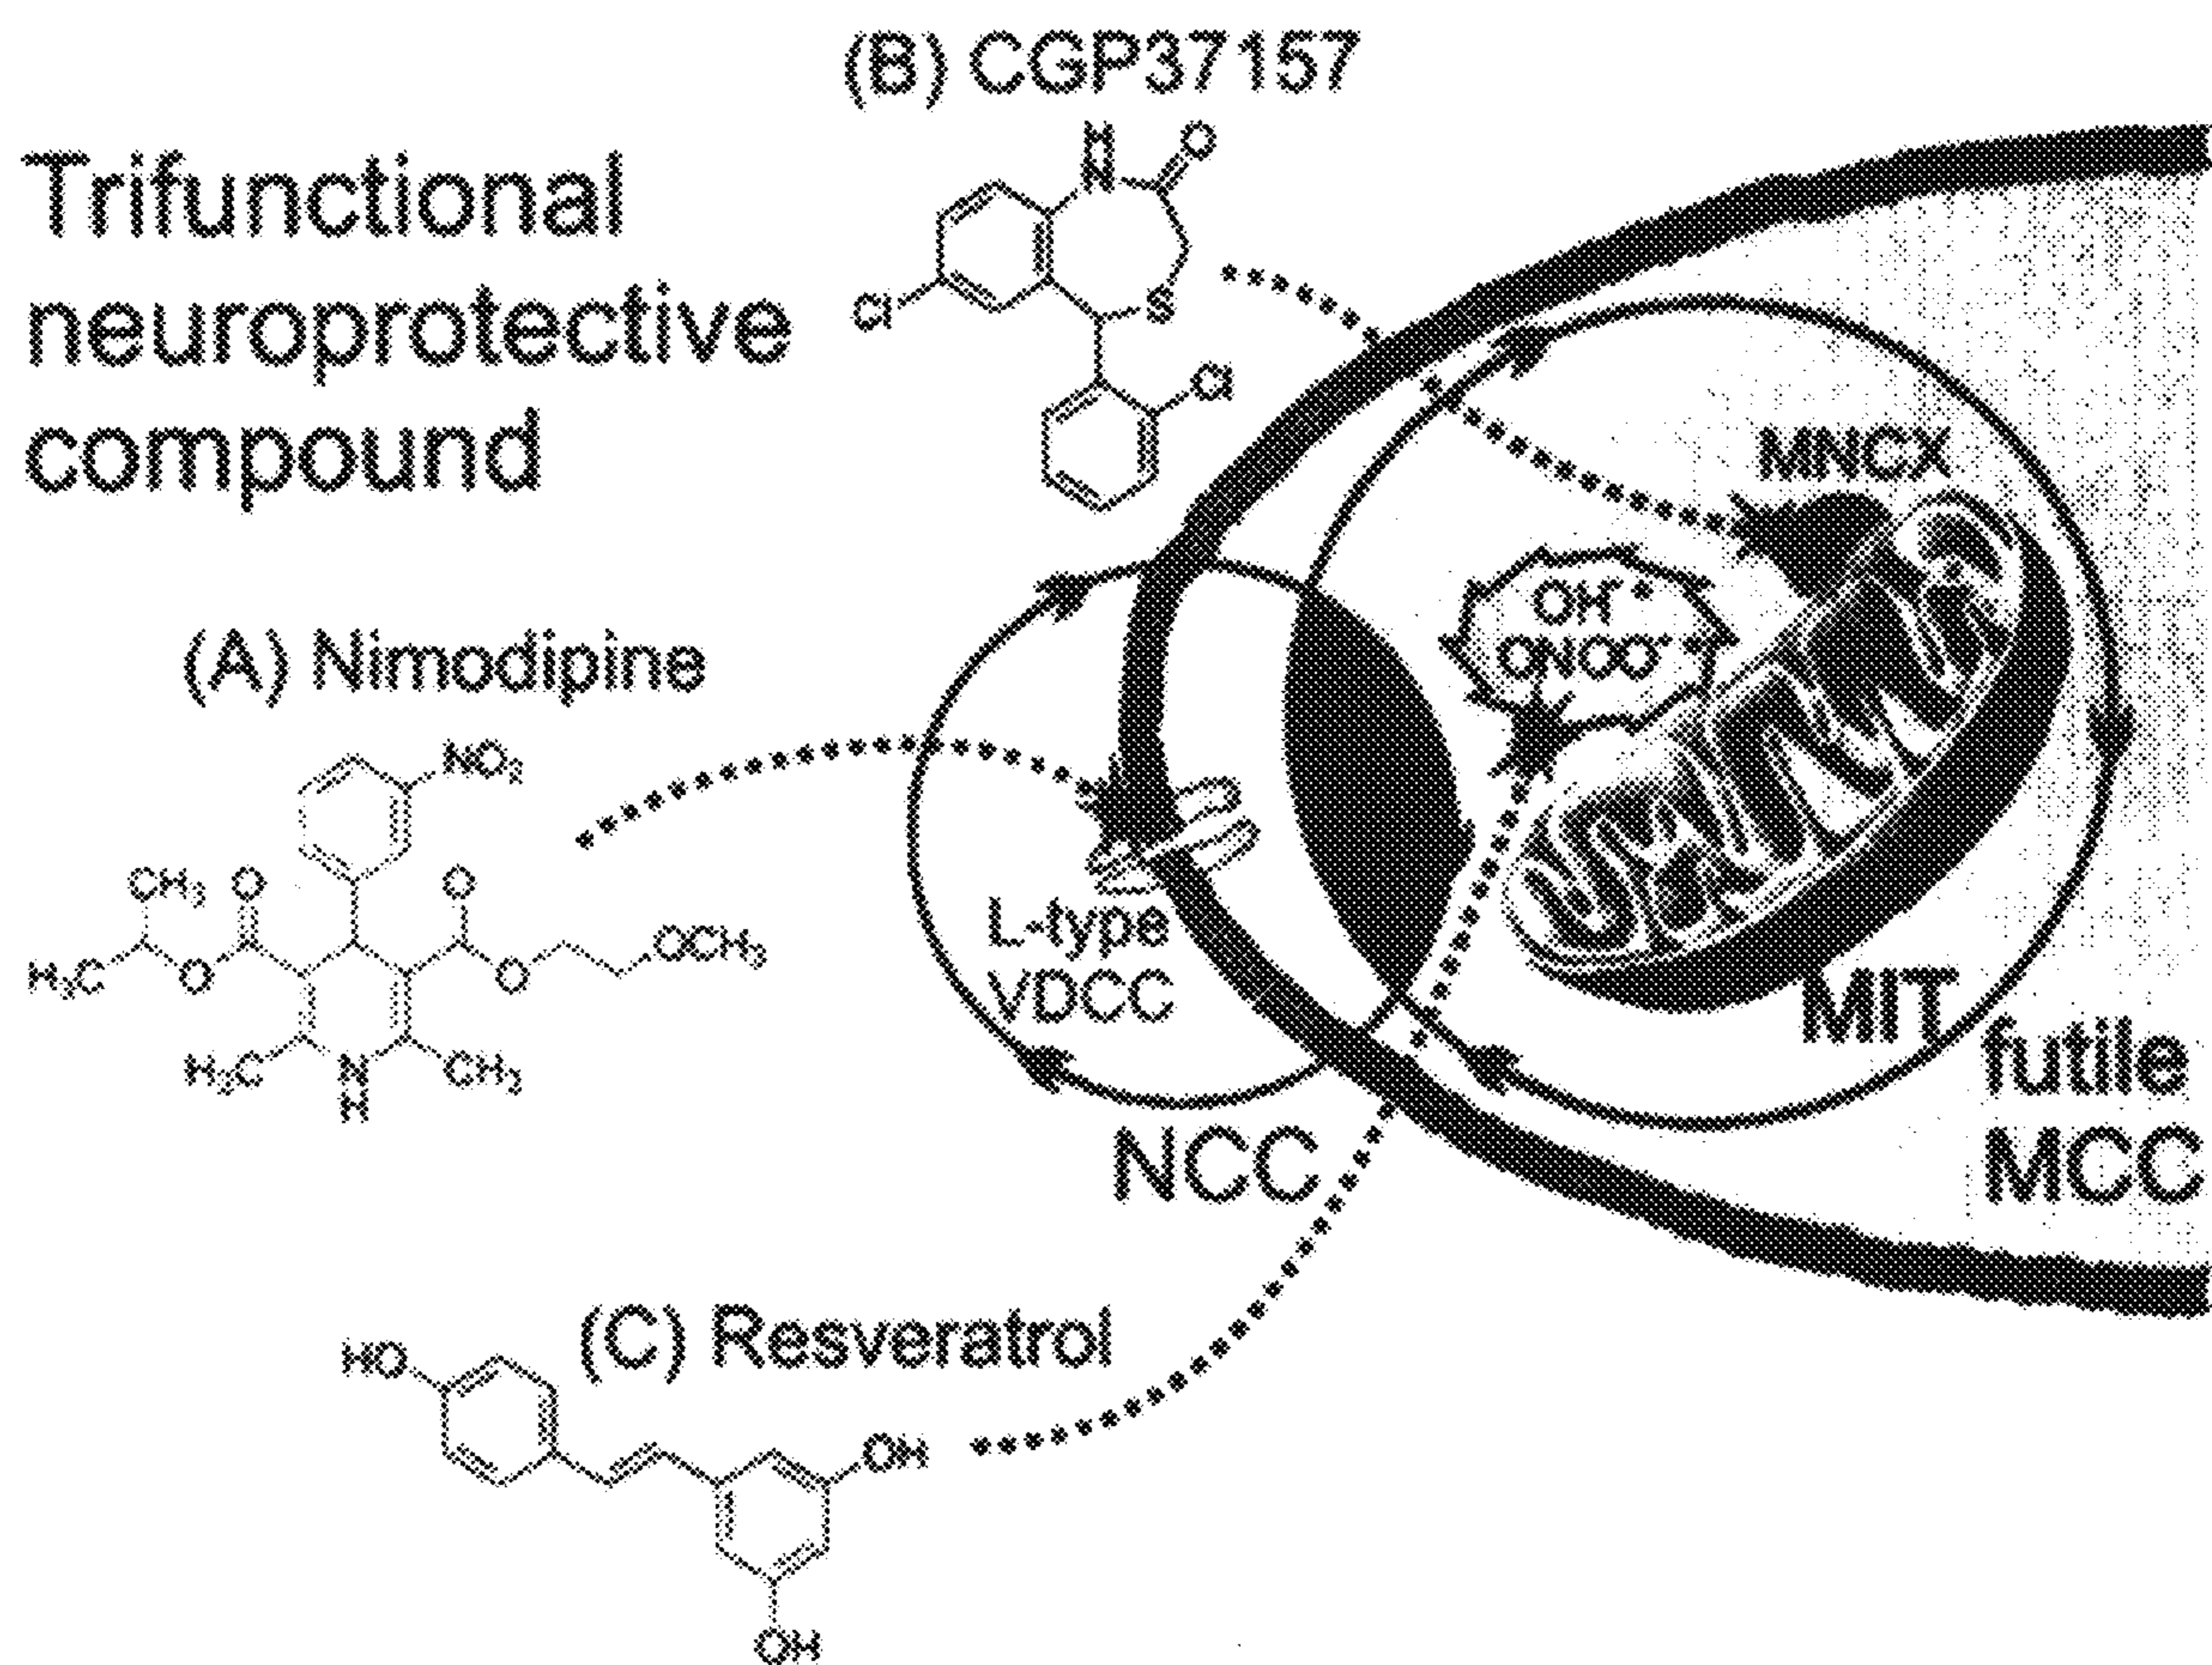 (B) CGP37157
Trifunctional
neuroprotective
compound
H
N
O
Cl
S
Cl
MNCX
OH •
ONOO-
(A) Nimodipine
NO2
CH3
O
O
H3C
O
O
OCH3
H3C
N
H
CH3
L-type
VDCC
MIT
futile
MCC
NCC
(C) Resveratrol
HO
OH
OH